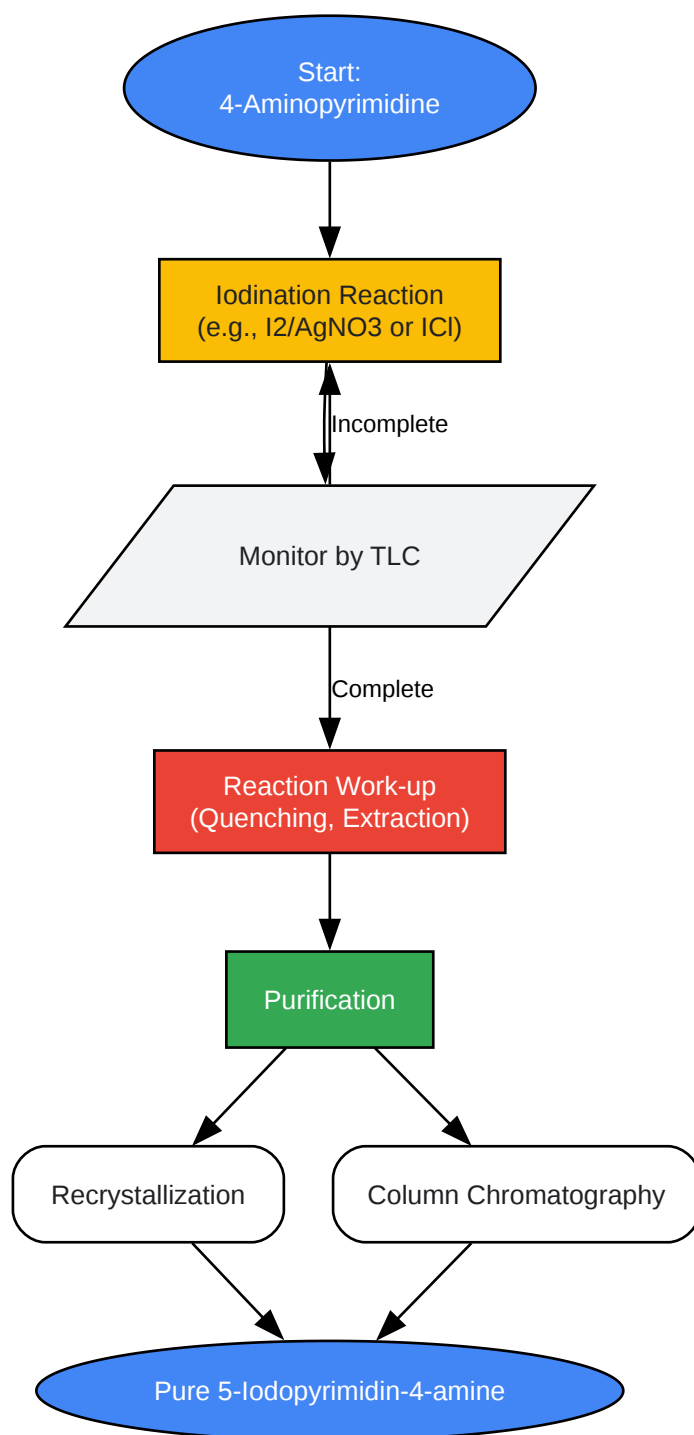 Start:
4-Aminopyrimidine
Iodination Reaction
(e.g., I2/AgNO3 or ICl)
Incomplete
Monitor by TLC
Complete
Reaction Work-up
(Quenching, Extraction)
Purification
Recrystallization
Column Chromatography
Pure 5-Iodopyrimidin-4-amine